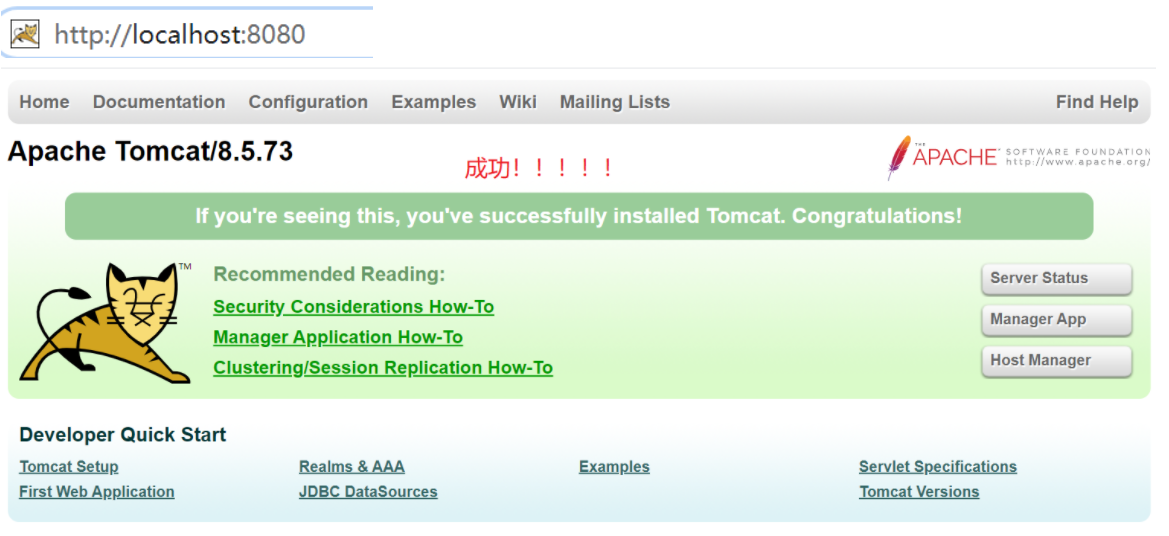 http://localhost:8080
Home Documentation Configuration Examples Wiki Mailing Lists Find Help
Apache Tomcat/8.5.73
成功！！！！！
THE
APACHE® SOFTWARE FOUNDATION
http://www.apache.org/
If you're seeing this, you've successfully installed Tomcat. Congratulations!
TM
Recommended Reading:
Security Considerations How-To
Manager Application How-To
Clustering/Session Replication How-To
Server Status
Manager App
Host Manager
Developer Quick Start
Tomcat Setup
First Web Application
Realms & AAA
JDBC DataSources
Examples
Servlet Specifications
Tomcat Versions